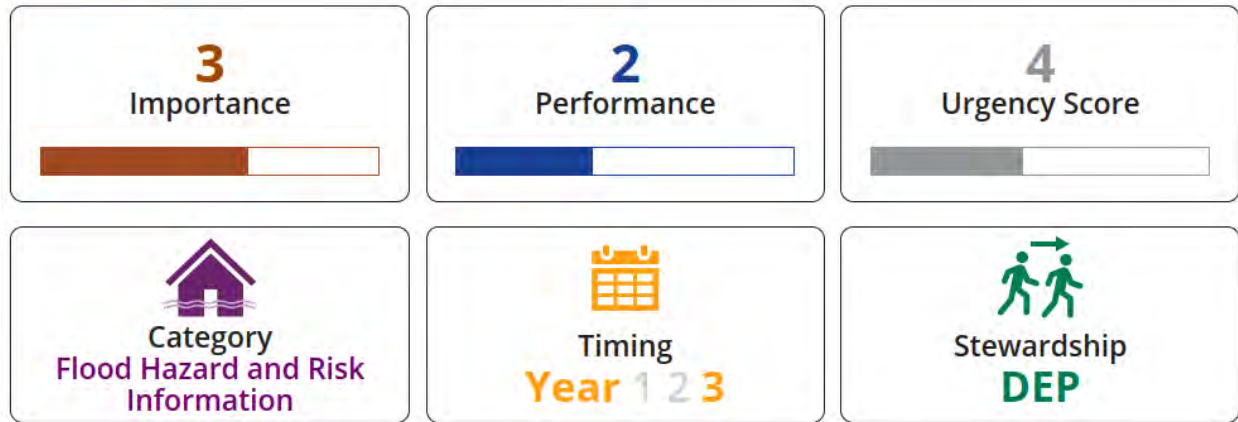 3
Importance
2
Performance
4
Urgency Score
Category
Flood Hazard and Risk
Information
Timing
Year 1 2 3
Stewardship
DEP